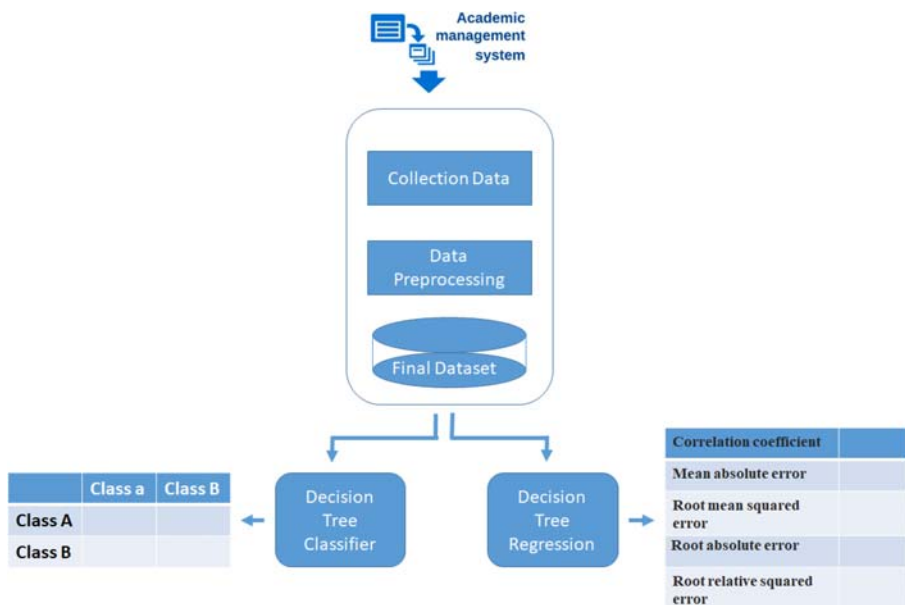 Academic
management
system
Collection Data
Data
Preprocessing
Final Dataset
Class a Class B
Class A
Class B
Decision
Tree
Classifier
Decision
Tree
Regression
Correlation coefficient
Mean absolute error
Root mean squared
error
Root absolute error
Root relative squared
error